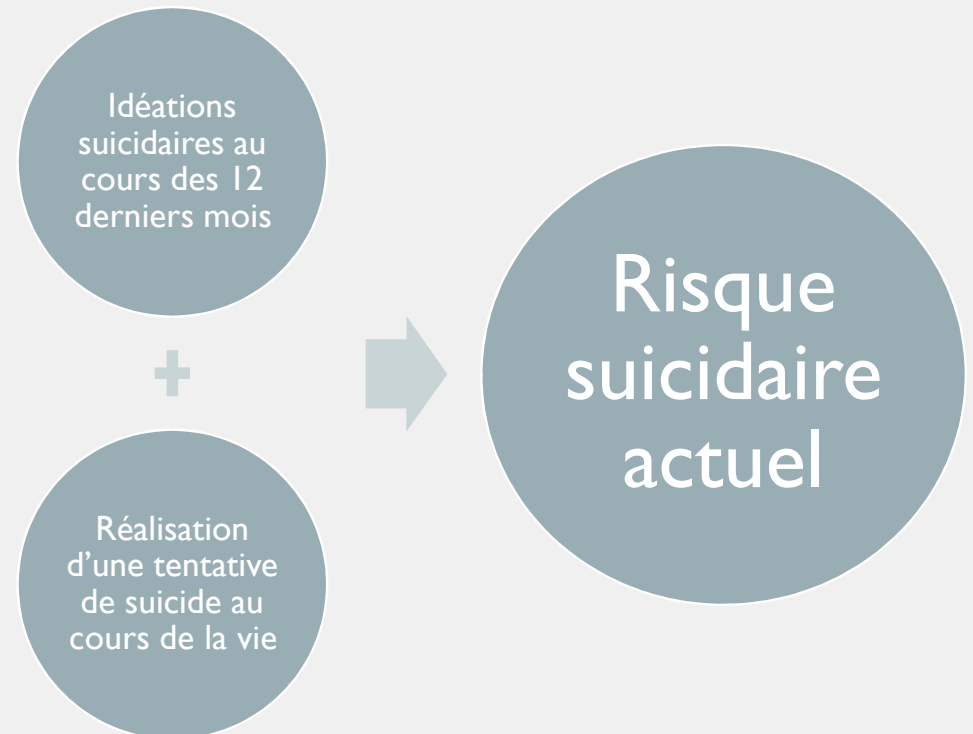 Idéations
suicidaires au
cours des 12
derniers mois
+
Réalisation
d’une tentative
de suicide au
cours de la vie
Risque
suicidaire
actuel